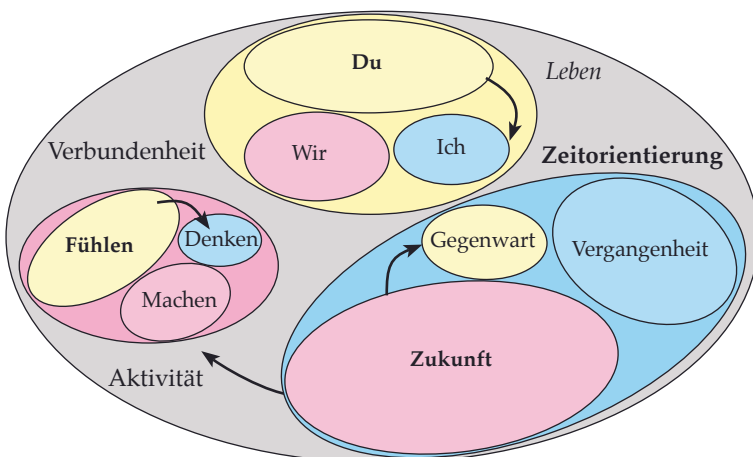 Du
Leben
Verbundenheit
Wir
Ich
Zeitorientierung
Fühlen
Denken
Gegenwart
Vergangenheit
Machen
Zukunft
Aktivität